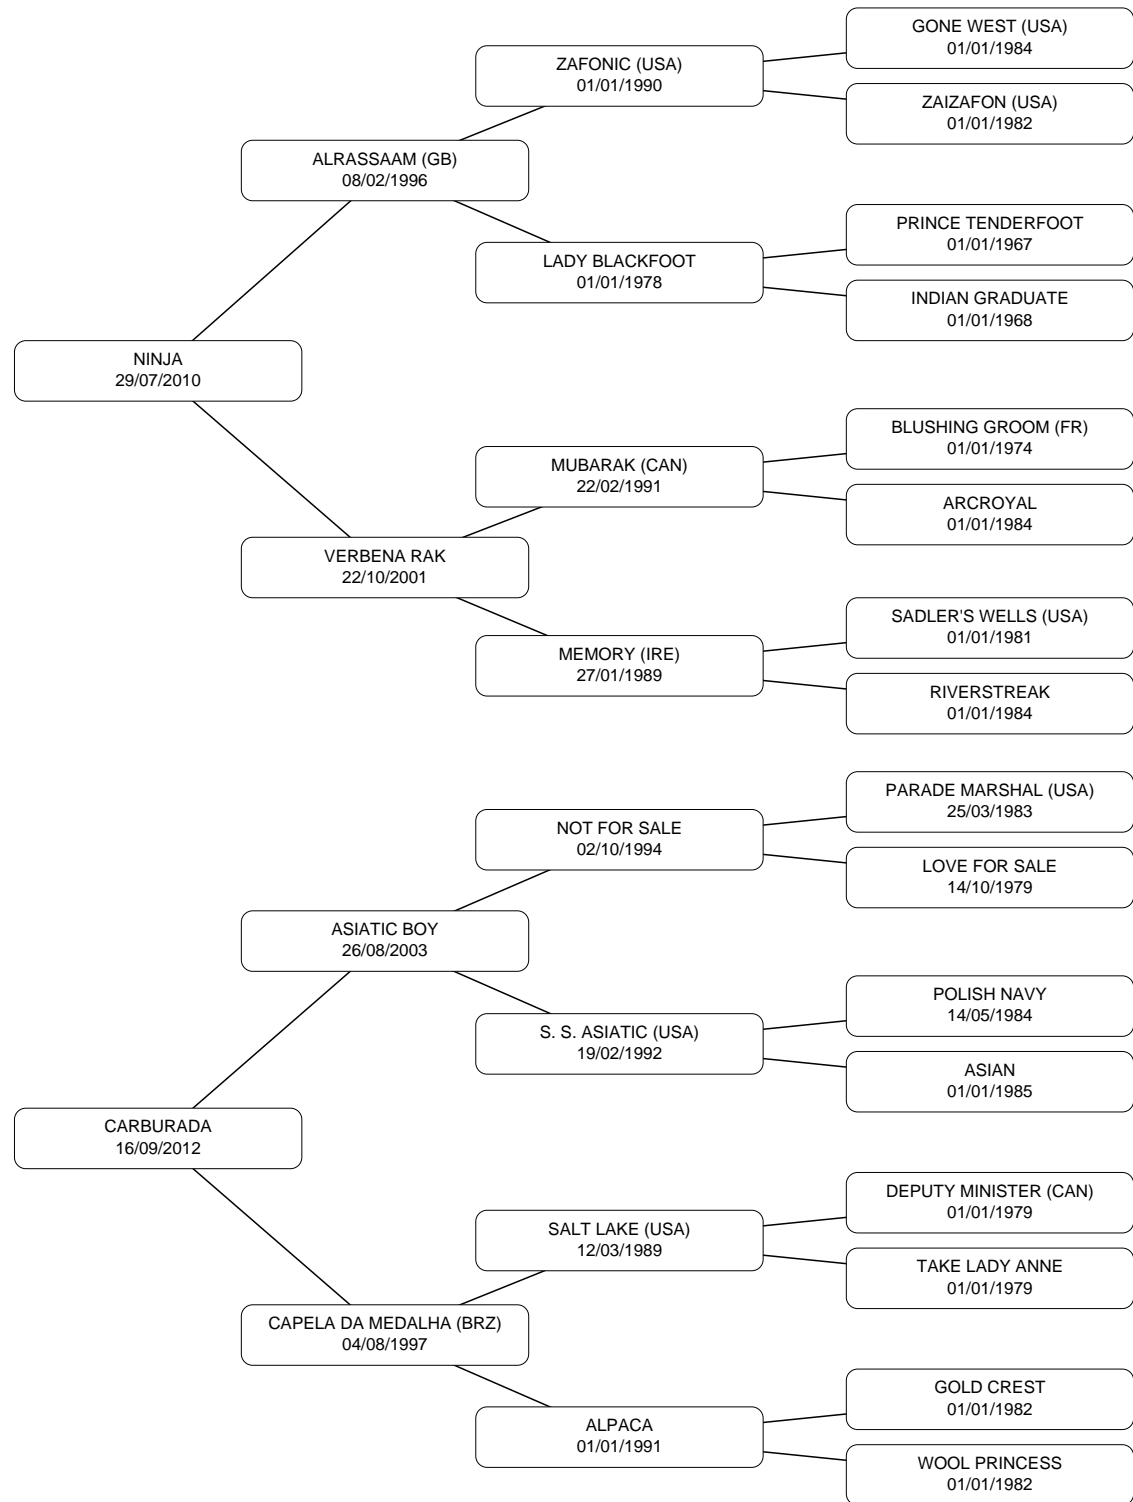 GONE WEST (USA)
01/01/1984
ZAFONIC (USA)
01/01/1990
ZAIZAFON (USA)
01/01/1982
ALRASSAAM (GB)
08/02/1996
PRINCE TENDERFOOT
01/01/1967
LADY BLACKFOOT
01/01/1978
INDIAN GRADUATE
01/01/1968
NINJA
29/07/2010
BLUSHING GROOM (FR)
01/01/1974
MUBARAK (CAN)
22/02/1991
ARCROYAL
01/01/1984
VERBENA RAK
22/10/2001
SADLER'S WELLS (USA)
01/01/1981
MEMORY (IRE)
27/01/1989
RIVERSTREAK
01/01/1984
PARADE MARSHAL (USA)
25/03/1983
NOT FOR SALE
02/10/1994
LOVE FOR SALE
14/10/1979
ASIATIC BOY
26/08/2003
POLISH NAVY
14/05/1984
S. S. ASIATIC (USA)
19/02/1992
ASIAN
01/01/1985
CARBURADA
16/09/2012
DEPUTY MINISTER (CAN)
01/01/1979
SALT LAKE (USA)
12/03/1989
TAKE LADY ANNE
01/01/1979
CAPELA DA MEDALHA (BRZ)
04/08/1997
GOLD CREST
01/01/1982
ALPACA
01/01/1991
WOOL PRINCESS
01/01/1982